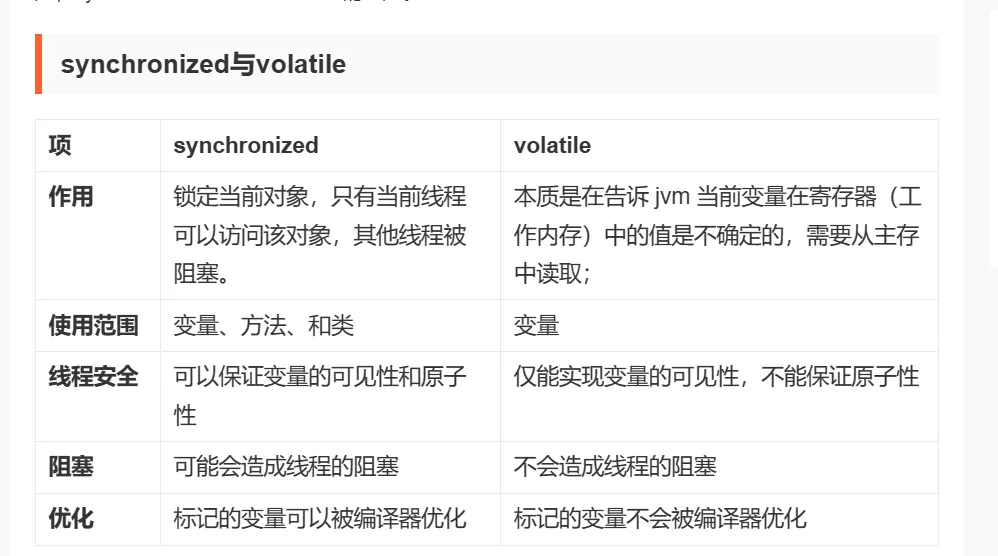 synchronized与volatile
项 synchronized volatile
作用 锁定当前对象，只有当前线程 本质是在告诉 jvm 当前变量在寄存器（工
可以访问该对象，其他线程被 作内存）中的值是不确定的，需要从主存
阻塞。 中读取；
使用范围 变量、方法、和类 变量
线程安全 可以保证变量的可见性和原子 仅能实现变量的可见性，不能保证原子性
性
阻塞 可能会造成线程的阻塞 不会造成线程的阻塞
优化 标记的变量可以被编译器优化 标记的变量不会被编译器优化